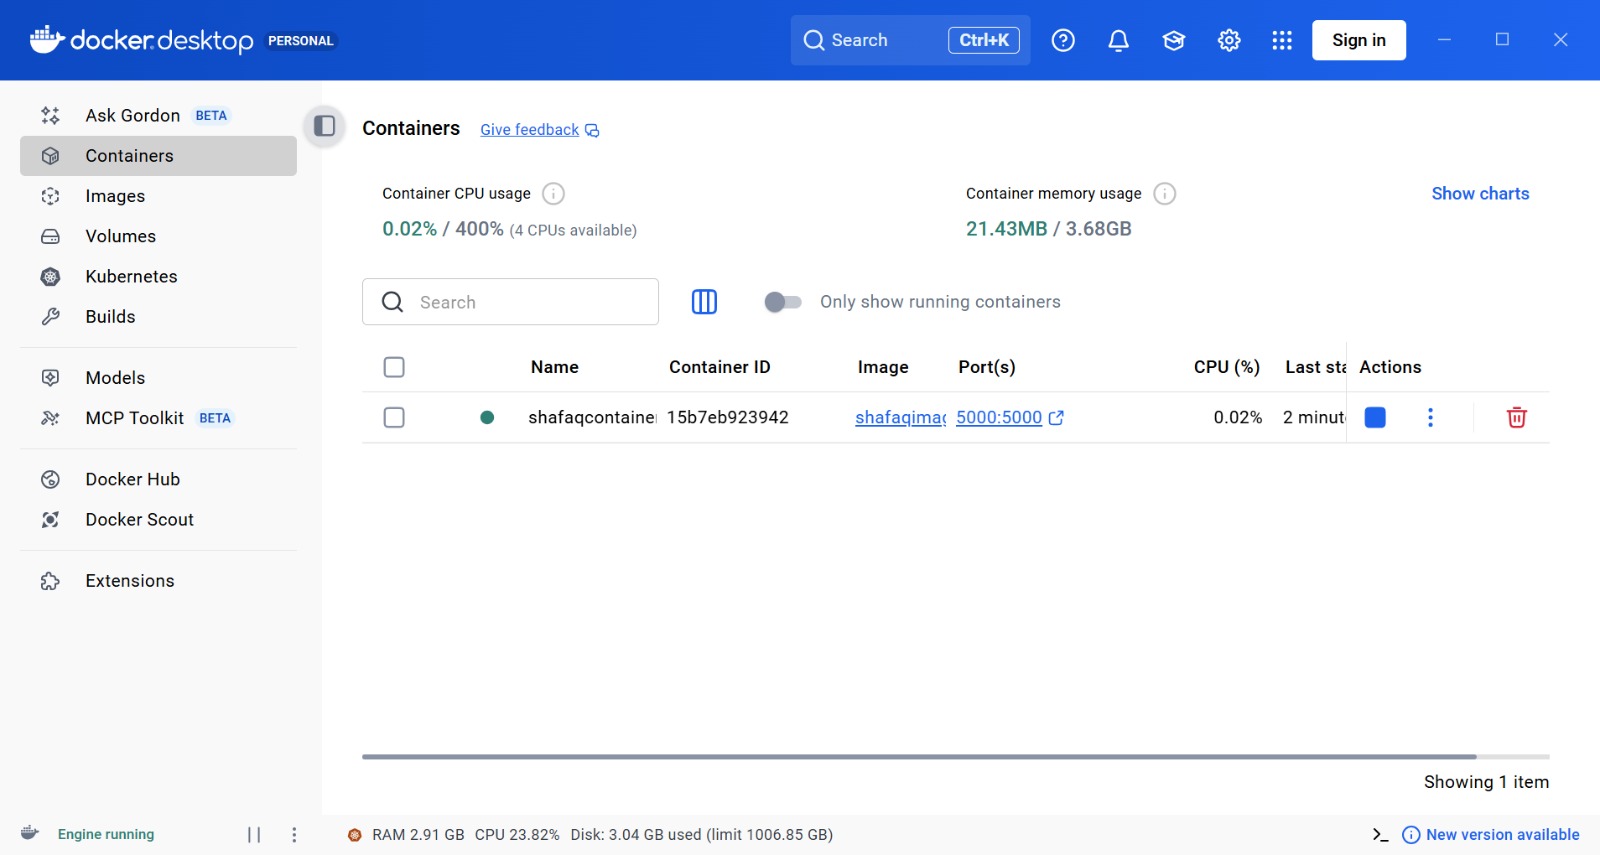 docker.desktop PERSONAL Search Ctrl+K Sign in
Ask Gordon BETA
Containers
Images
Volumes
Kubernetes
Builds
Models
MCP Toolkit BETA
Docker Hub
Docker Scout
Extensions
Containers Give feedback
Container CPU usage
0.02% / 400% (4 CPUs available)
Container memory usage
21.43MB / 3.68GB
Show charts
Search
Only show running containers
Name Container ID Image Port(s) CPU (%) Last sta Actions
shafaqcontainer 15b7eb923942 shafaqimag 5000:5000 0.02% 2 minut
Showing 1 item
Engine running
RAM 2.91 GB CPU 23.82% Disk: 3.04 GB used (limit 1006.85 GB)
New version available